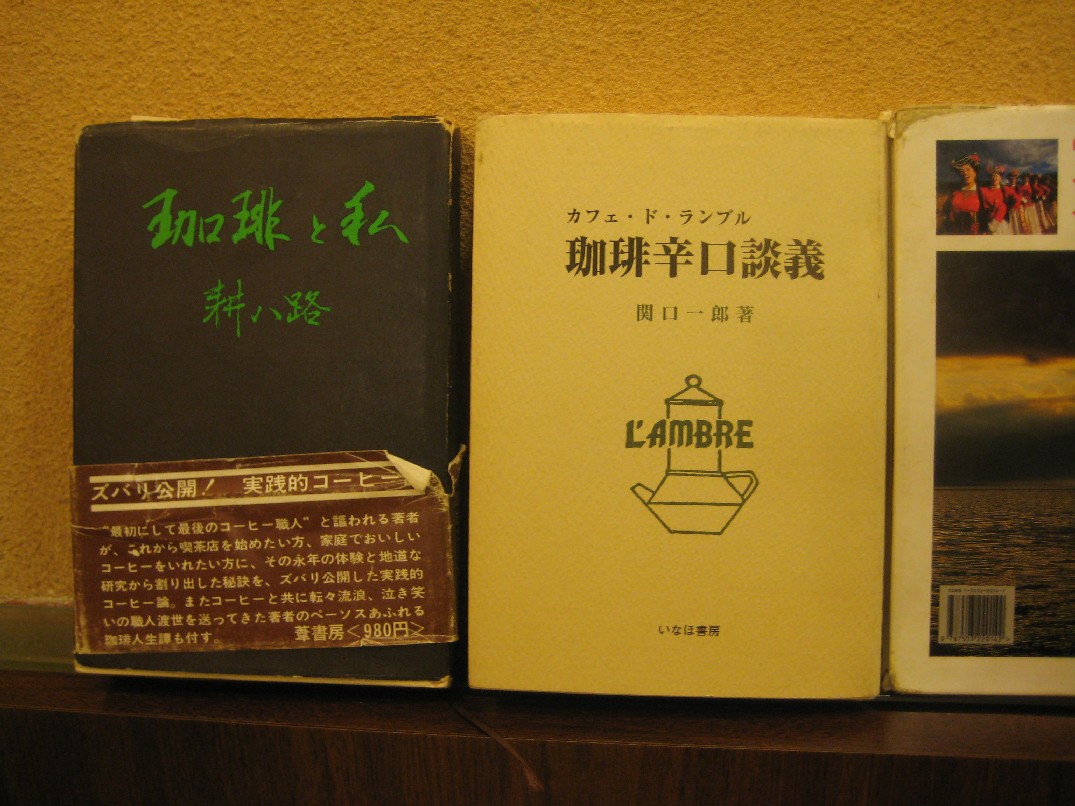 珈琲と私
耕八路
ズバリ公開! 実践的コーヒー
"最初にして最後のコーヒー職人"と謳われる著者
が、これから喫茶店を始めたい方、家庭でおいしい
コーヒーをいれたい方に、その永年の体験と地道な
研究から割り出した秘訣を、ズバリ公開した実践的
コーヒー論。またコーヒーと共に転々流浪、泣き笑
いの職人渡世を送ってきた著者のペーソスあふれる
珈琲人生譚も付す。
葦書房<980円>
カフェ・ド・ランブル
珈琲辛口談義
関口一郎著
L'AMBRE
いなほ書房